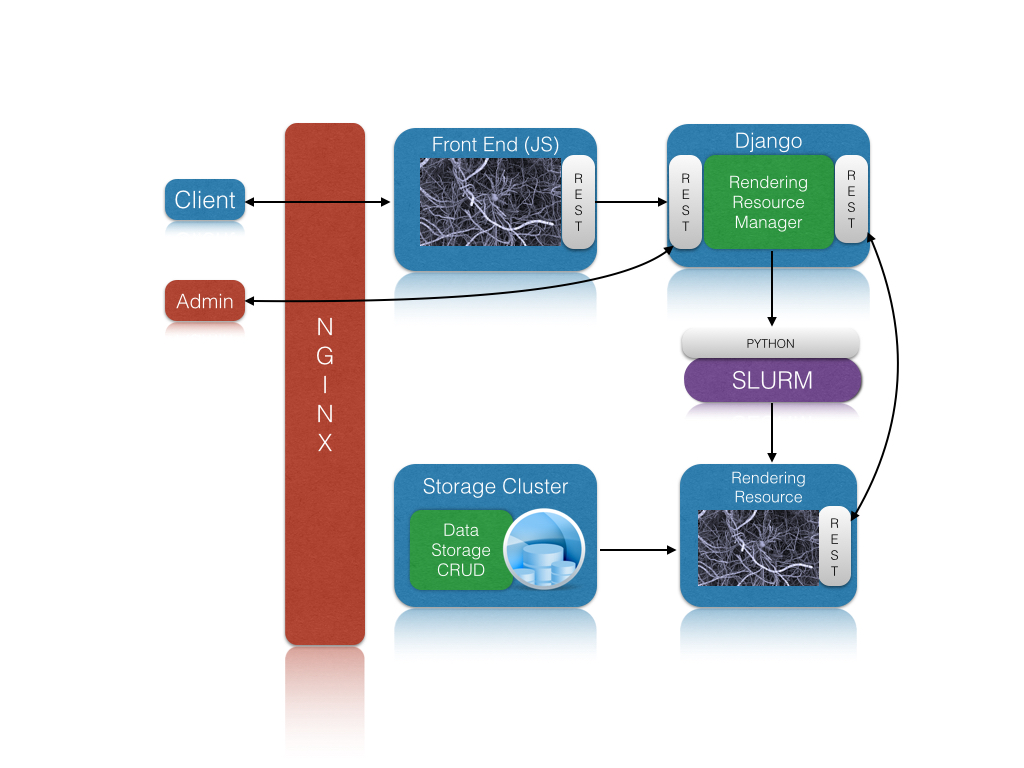 Client
Admin
N
G
I
N
X
Front End (JS)
R
E
S
T
Django
R
E
S
T
Rendering
Resource
Manager
R
E
S
T
PYTHON
SLURM
Storage Cluster
Data
Storage
CRUD
Rendering
Resource
R
E
S
T